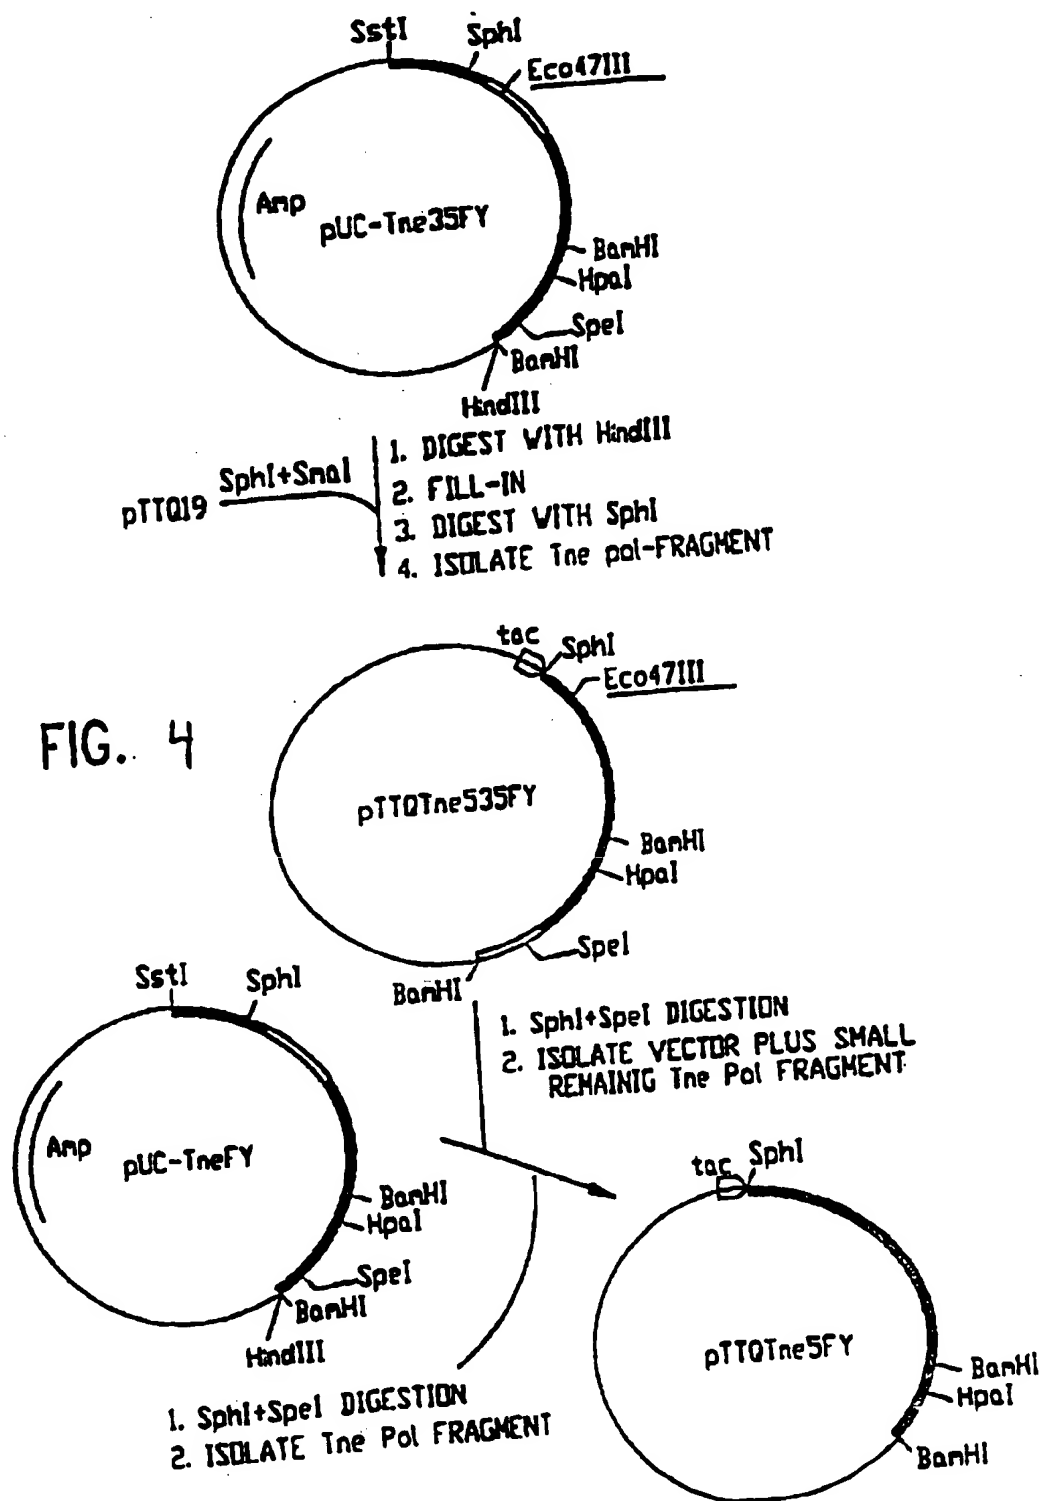 SstI
SphI
Eco47III
Amp
pUC-Tne35FY
BamHI
HpaI
SpeI
BamHI
HindIII
pTTQ19
SphI+SmaI
1. DIGEST WITH HindIII
2. FILL-IN
3. DIGEST WITH SphI
4. ISOLATE Tne pol-FRAGMENT
tac
SphI
Eco47III
FIG. 4
pTTQTne535FY
BamHI
HpaI
SpeI
BamHI
1. SphI+SpeI DIGESTION
2. ISOLATE VECTOR PLUS SMALL
REMAINIG Tne Pol FRAGMENT
SstI
SphI
Amp
pUC-TneFY
BamHI
HpaI
SpeI
BamHI
HindIII
1. SphI+SpeI DIGESTION
2. ISOLATE Tne Pol FRAGMENT
tac
SphI
pTTQTne5FY
BamHI
HpaI
BamHI